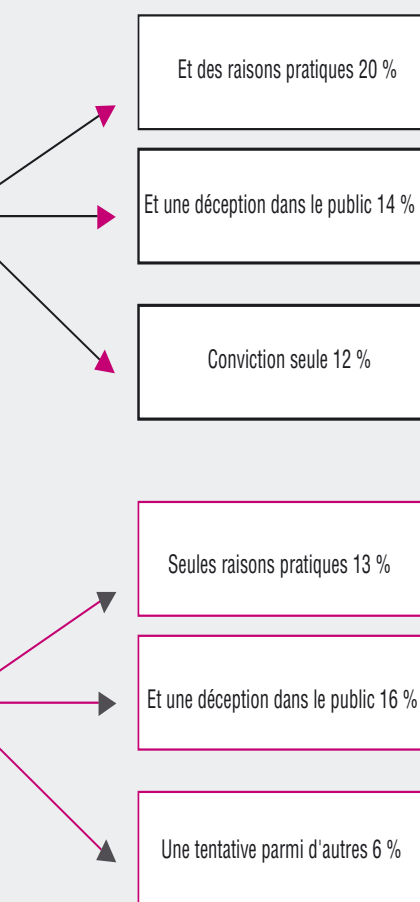 Et des raisons pratiques 20 %
Et une déception dans le public 14 %
Conviction seule 12 %
Seules raisons pratiques 13 %
Et une déception dans le public 16 %
Une tentative parmi d'autres 6 %